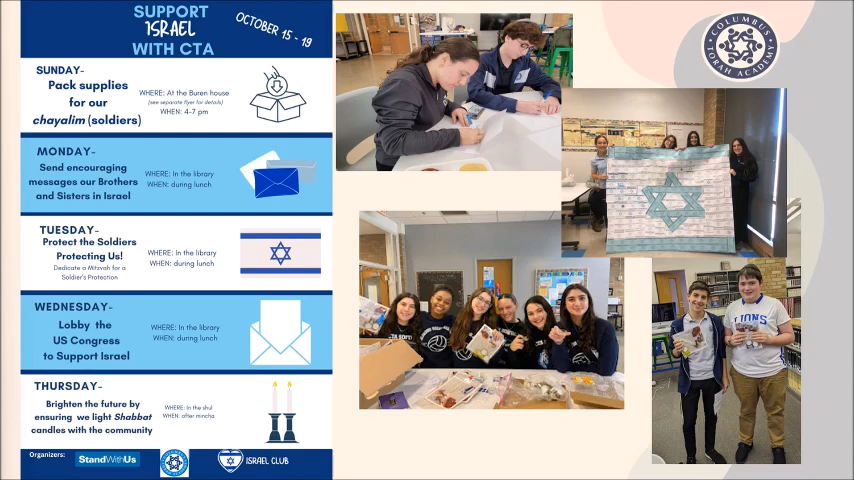 SUPPORT
ISRAEL
WITH CTA
OCTOBER 15 - 19
SUNDAY-
Pack supplies
for our
chayalim (soldiers)
WHERE: At the Buren house
(see separate flyer for details)
WHEN: 4-7 pm
MONDAY-
Send encouraging
messages our Brothers
and Sisters in Israel
WHERE: In the library
WHEN: during lunch
TUESDAY-
Protect the Soldiers
Protecting Us!
Dedicate a Mitzvah for a
Soldier's Protection
WHERE: In the library
WHEN: during lunch
WEDNESDAY-
Lobby the
US Congress
to Support Israel
WHERE: In the library
WHEN: during lunch
THURSDAY-
Brighten the future by
ensuring we light Shabbat
candles with the community
WHERE: In the shul
WHEN: after mincha
Organizers:
StandWithUs
ISRAEL CLUB
COLUMBUS
TORAH ACADEMY
LIONS